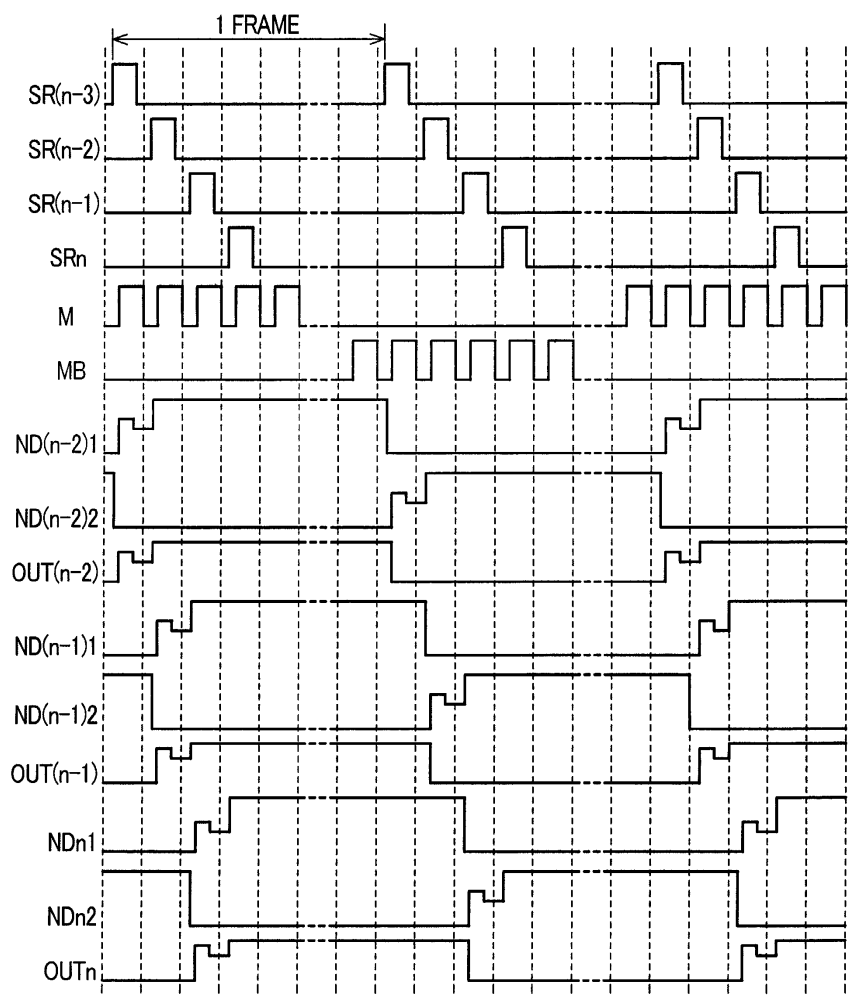 1 FRAME
SR(n-3)
SR(n-2)
SR(n-1)
SRn
M
MB
ND(n-2)1
ND(n-2)2
OUT(n-2)
ND(n-1)1
ND(n-1)2
OUT(n-1)
NDn1
NDn2
OUTn